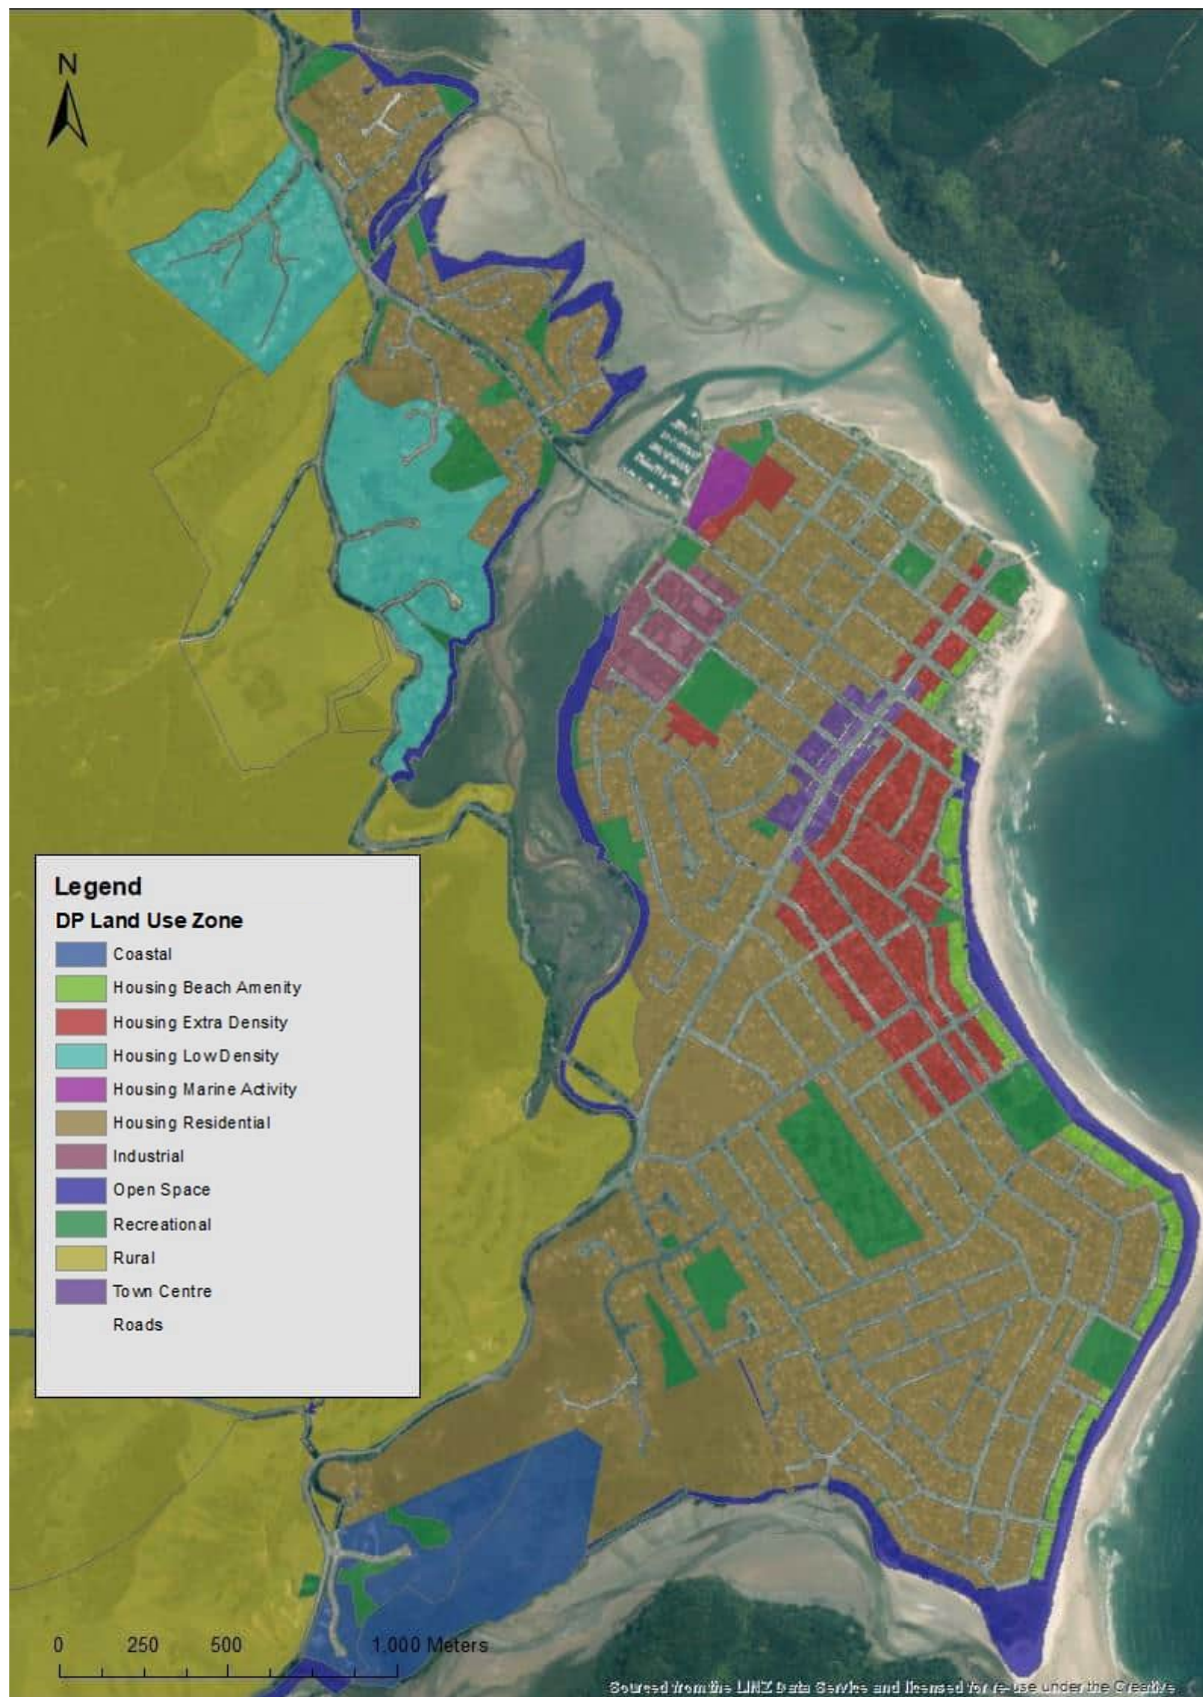 N
Legend
DP Land Use Zone
Coastal
Housing Beach Amenity
Housing Extra Density
Housing Low Density
Housing Marine Activity
Housing Residential
Industrial
Open Space
Recreational
Rural
Town Centre
Roads
0 250 500 1,000 Meters
Sourced from the LINZ Data Service and licensed for re-use under the Creative